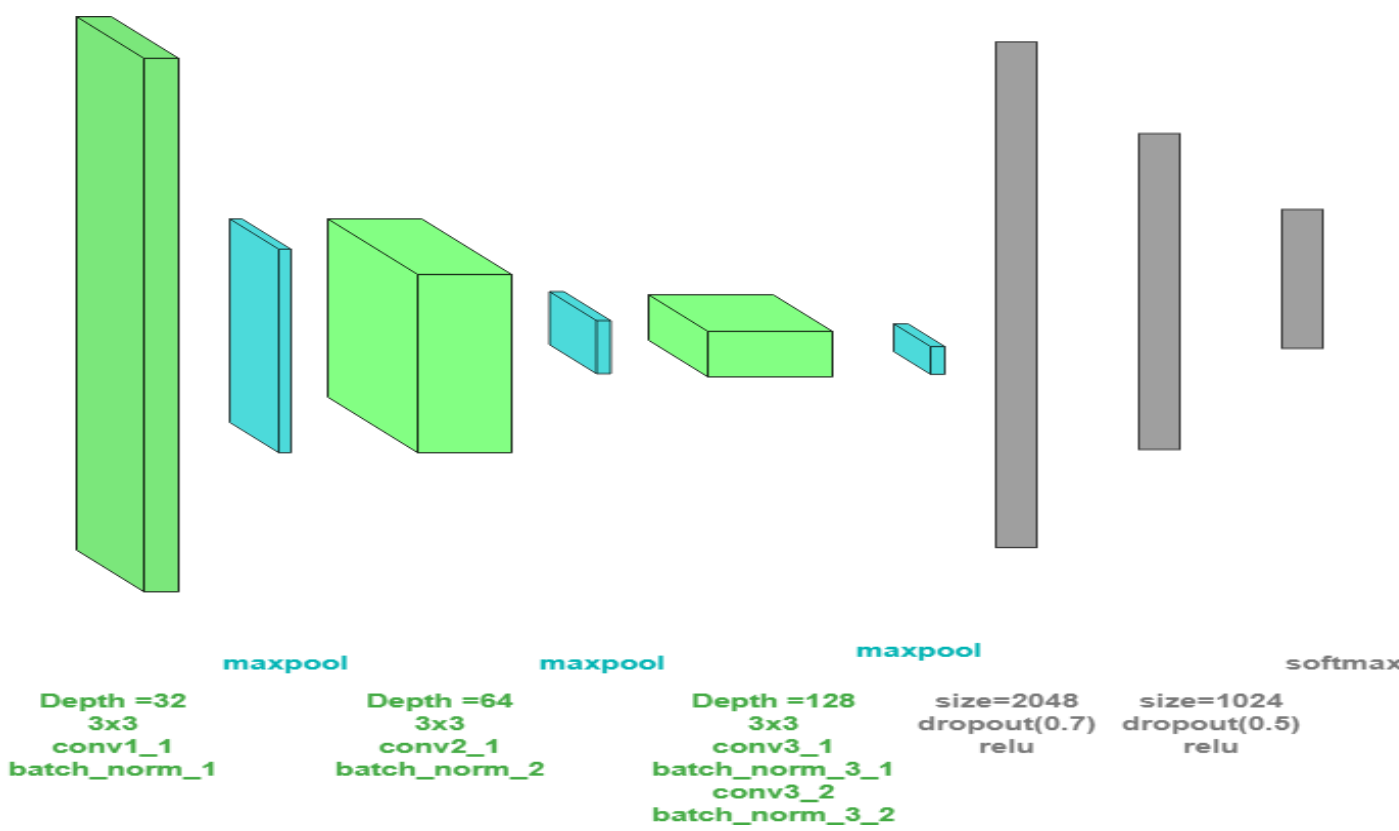 maxpool
maxpool
maxpool
softmax
Depth =32
3x3
conv1_1
batch_norm_1
Depth =64
3x3
conv2_1
batch_norm_2
Depth =128
3x3
conv3_1
batch_norm_3_1
conv3_2
batch_norm_3_2
size=2048
dropout(0.7)
relu
size=1024
dropout(0.5)
relu